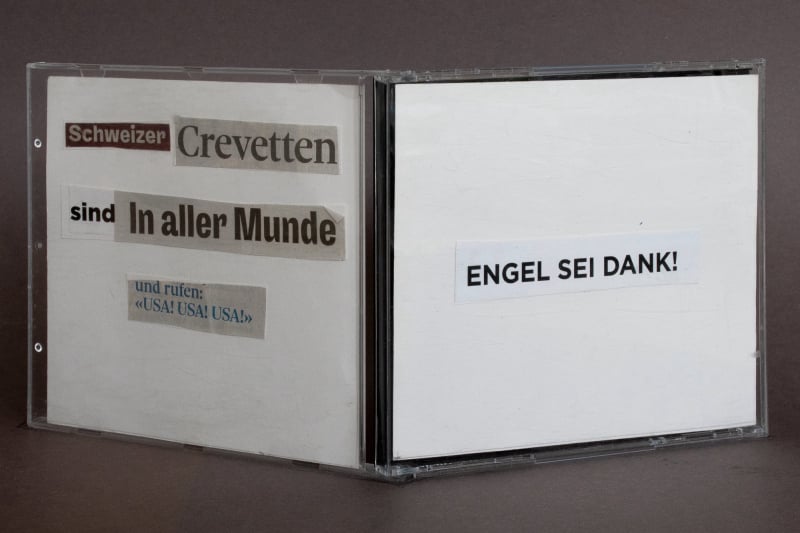 Schweizer Crevetten
sind In aller Munde
und rufen:
«USA! USA! USA!»
ENGEL SEI DANK!